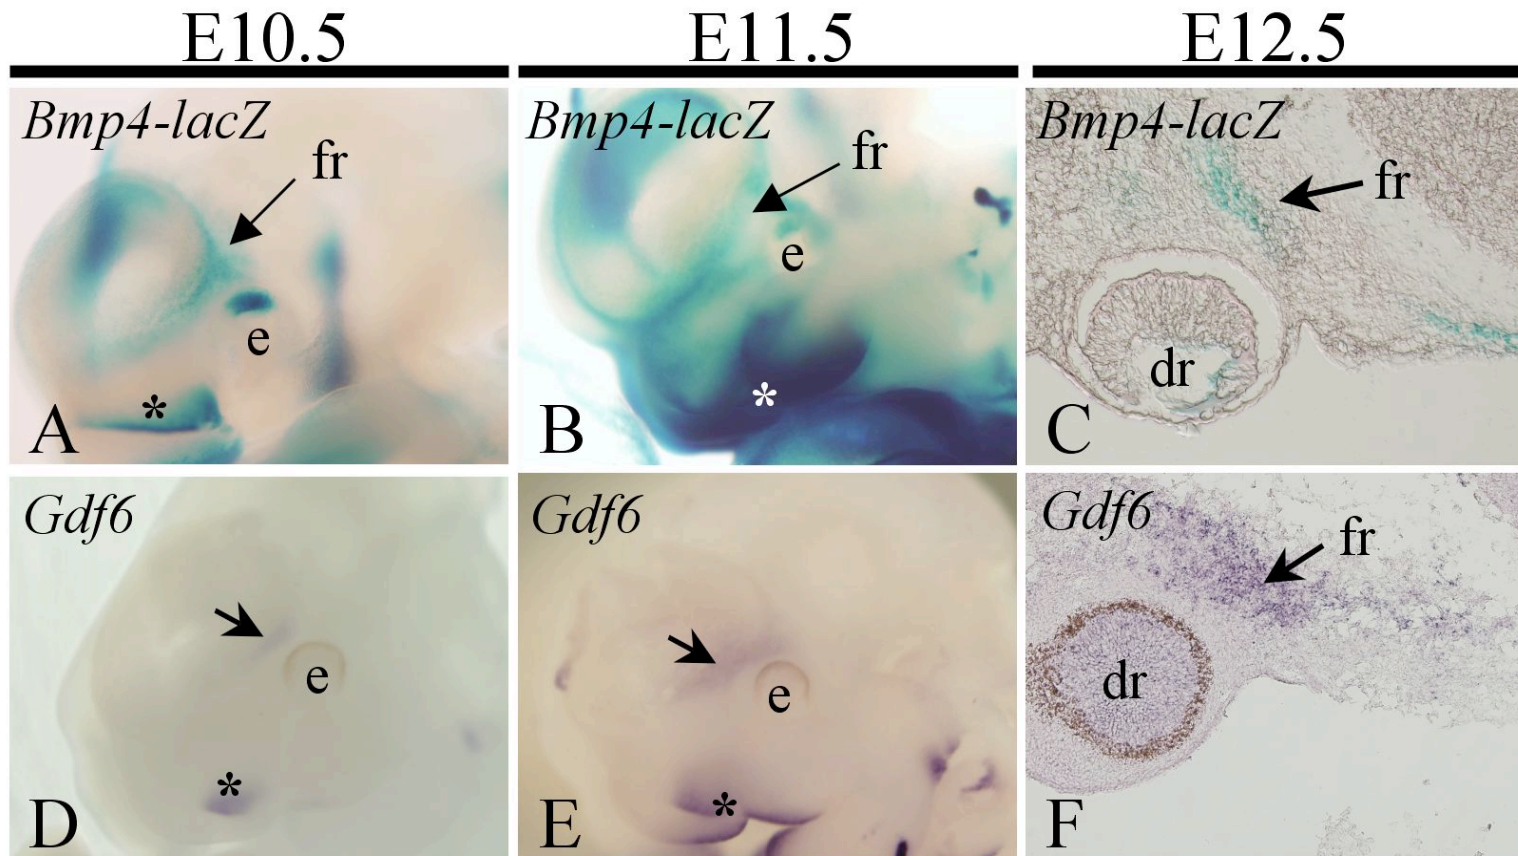 E10.5 E11.5 E12.5
Bmp4-lacZ Bmp4-lacZ Bmp4-lacZ
fr fr fr
e e dr
* *
A B C
Gdf6 Gdf6 Gdf6
fr
e e dr
* *
D E F